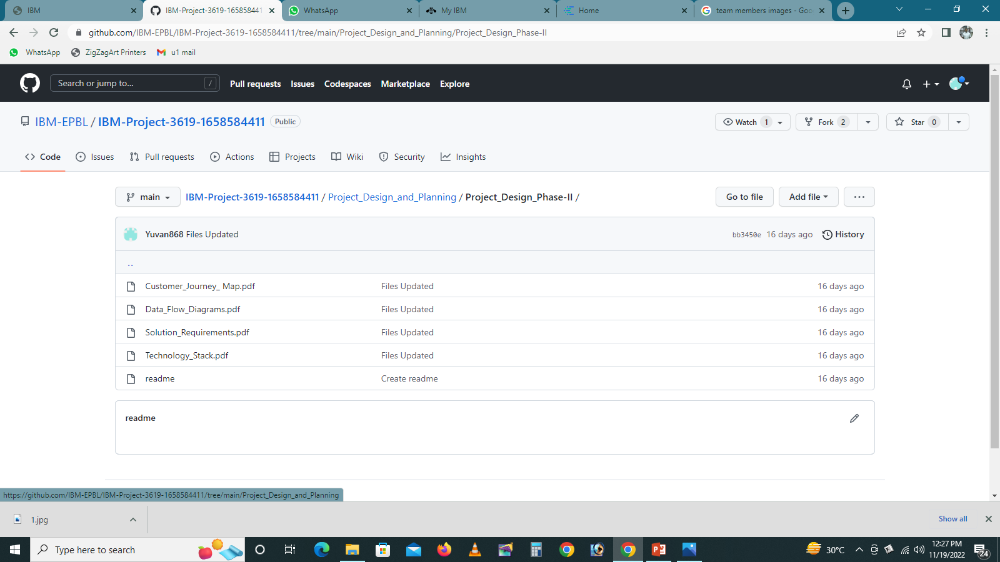 IBM
IBM-Project-3619-1658584411
WhatsApp
My IBM
Home
team members images - Goo
github.com/IBM-EPBL/IBM-Project-3619-1658584411/tree/main/Project_Design_and_Planning/Project_Design_Phase-II
WhatsApp
ZigZagArt Printers
u1 mail
Search or jump to...
/
Pull requests
Issues
Codespaces
Marketplace
Explore
IBM-EPBL / IBM-Project-3619-1658584411
Public
Watch 1
Fork 2
Star 0
Code
Issues
Pull requests
Actions
Projects
Wiki
Security
Insights
main
IBM-Project-3619-1658584411 / Project_Design_and_Planning / Project_Design_Phase-II /
Go to file
Add file
...
Yuvan868 Files Updated
bb3450e 16 days ago
History
..
Customer_Journey_ Map.pdf Files Updated 16 days ago
Data_Flow_Diagrams.pdf Files Updated 16 days ago
Solution_Requirements.pdf Files Updated 16 days ago
Technology_Stack.pdf Files Updated 16 days ago
readme Create readme 16 days ago
readme
https://github.com/IBM-EPBL/IBM-Project-3619-1658584411/tree/main/Project_Design_and_Planning
1.jpg
Show all
Type here to search
30°C
12:27 PM
11/19/2022
24